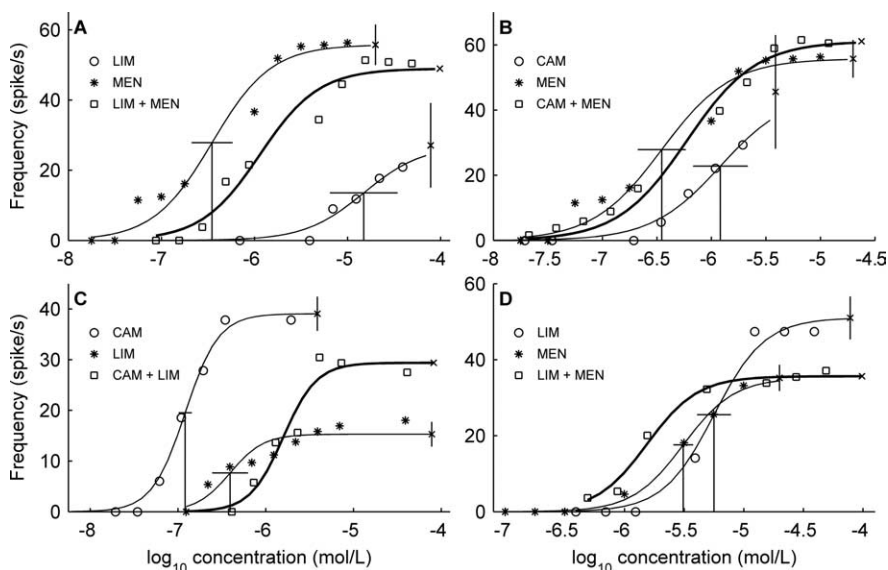 A
Frequency (spike/s)
60
40
20
0
LIM
MEN
LIM + MEN
-8 -7 -6 -5 -4
B
60
40
20
0
CAM
MEN
CAM + MEN
-8 -7.5 -7 -6.5 -6 -5.5 -5 -4.5
C
Frequency (spike/s)
40
30
20
10
0
CAM
LIM
CAM + LIM
-8 -7 -6 -5 -4
log10 concentration (mol/L)
D
60
40
20
0
LIM
MEN
LIM + MEN
-7 -6.5 -6 -5.5 -5 -4.5 -4
log10 concentration (mol/L)